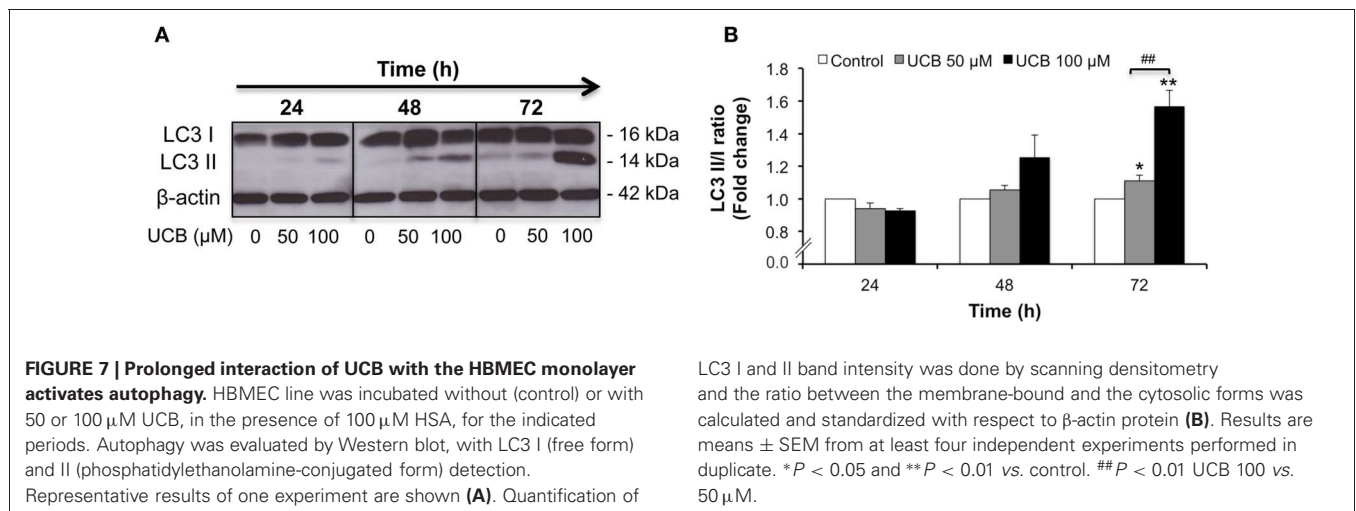 A
Time (h)
24 48 72
LC3 I - 16 kDa
LC3 II - 14 kDa
β-actin - 42 kDa
UCB (μM) 0 50 100 0 50 100 0 50 100
B
Control UCB 50 μM UCB 100 μM ##
1.8
1.6 **
1.4
1.2 *
1.0
0.8
0.0
LC3 II/I ratio
(Fold change)
24 48 72
Time (h)
FIGURE 7 | Prolonged interaction of UCB with the HBMEC monolayer
activates autophagy. HBMEC line was incubated without (control) or with
50 or 100 μM UCB, in the presence of 100 μM HSA, for the indicated
periods. Autophagy was evaluated by Western blot, with LC3 I (free form)
and II (phosphatidylethanolamine-conjugated form) detection.
Representative results of one experiment are shown (A). Quantification of
LC3 I and II band intensity was done by scanning densitometry
and the ratio between the membrane-bound and the cytosolic forms was
calculated and standardized with respect to β-actin protein (B). Results are
means ± SEM from at least four independent experiments performed in
duplicate. *P < 0.05 and **P < 0.01 vs. control. ##P < 0.01 UCB 100 vs.
50 μM.